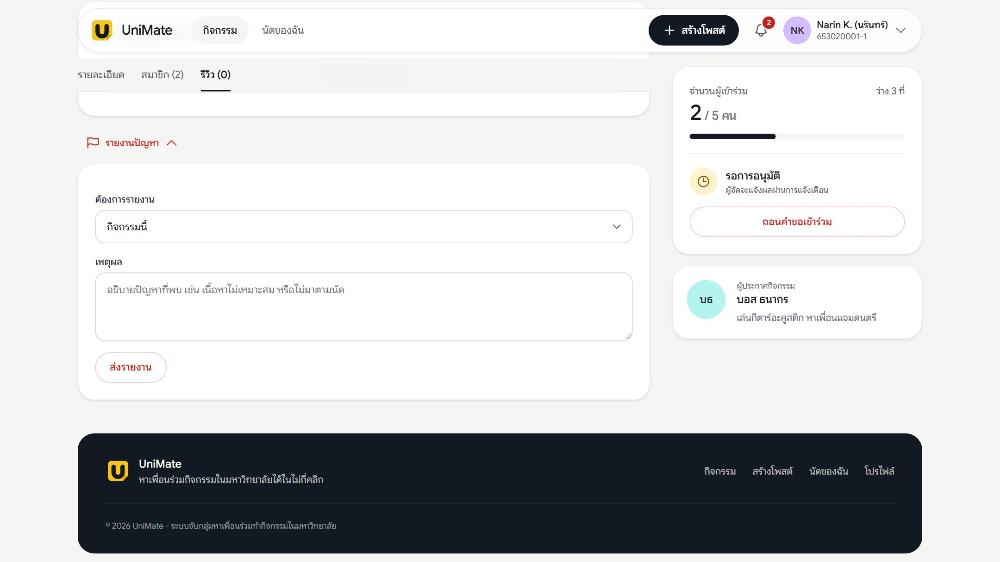 UniMate
กิจกรรม
นัดของฉัน
สร้างโพสต์
2
NK
Narin K. (นรินทร์)
653020001-1
รายละเอียด
สมาชิก (2)
รีวิว (0)
รายงานปัญหา
ต้องการรายงาน
กิจกรรมนี้
เหตุผล
อธิบายปัญหาที่พบ เช่น เนื้อหาไม่เหมาะสม หรือไม่มาตามนัด
ส่งรายงาน
จำนวนผู้เข้าร่วม
ว่าง 3 ที่
2 / 5 คน
รอการอนุมัติ
ผู้จัดจะแจ้งผลผ่านการแจ้งเตือน
ถอนคำขอเข้าร่วม
บธ
ผู้ประกาศกิจกรรม
บอส ธนากร
เล่นกีตาร์อะคูสติก หาเพื่อนแจมดนตรี
UniMate
หาเพื่อนร่วมกิจกรรมในมหาวิทยาลัยได้ในไม่กี่คลิก
กิจกรรม
สร้างโพสต์
นัดของฉัน
โปรไฟล์
© 2026 UniMate - ระบบจับกลุ่มหาเพื่อนร่วมทำกิจกรรมในมหาวิทยาลัย